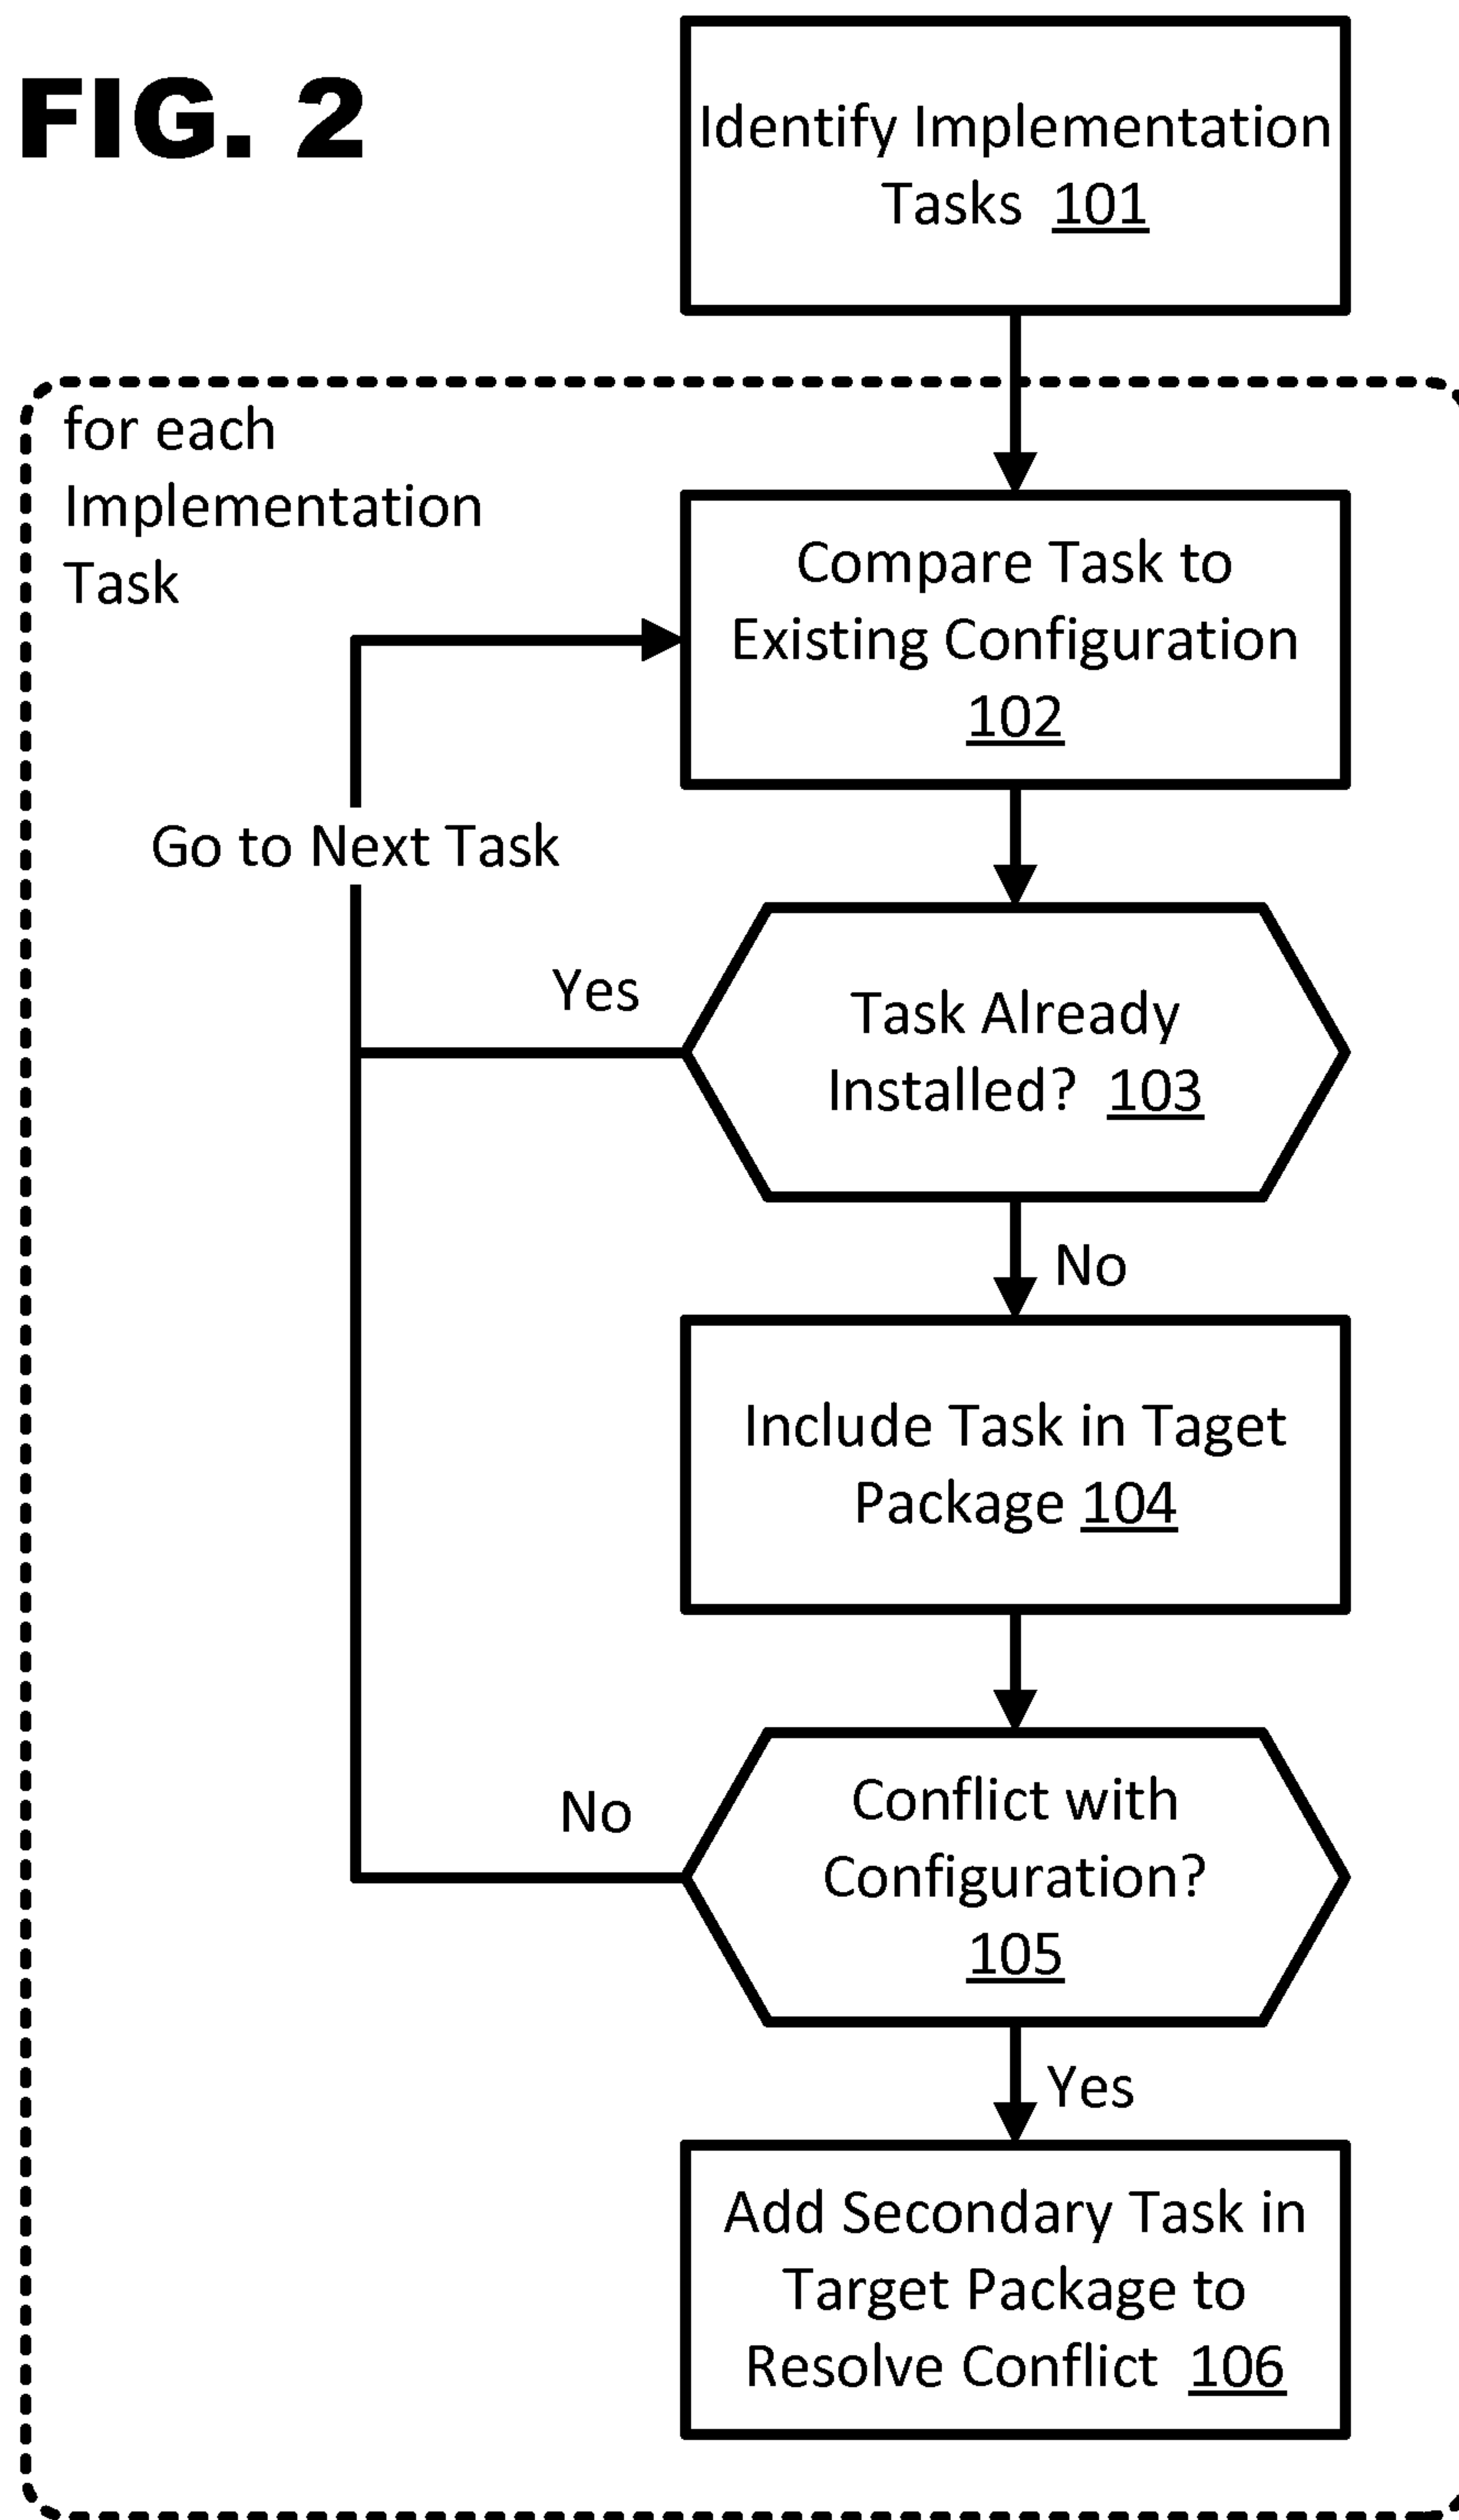 FIG. 2
Identify Implementation
Tasks 101
for each
Implementation
Task
Compare Task to
Existing Configuration
102
Go to Next Task
Yes
Task Already
Installed? 103
No
Include Task in Taget
Package 104
No
Conflict with
Configuration?
105
Yes
Add Secondary Task in
Target Package to
Resolve Conflict 106